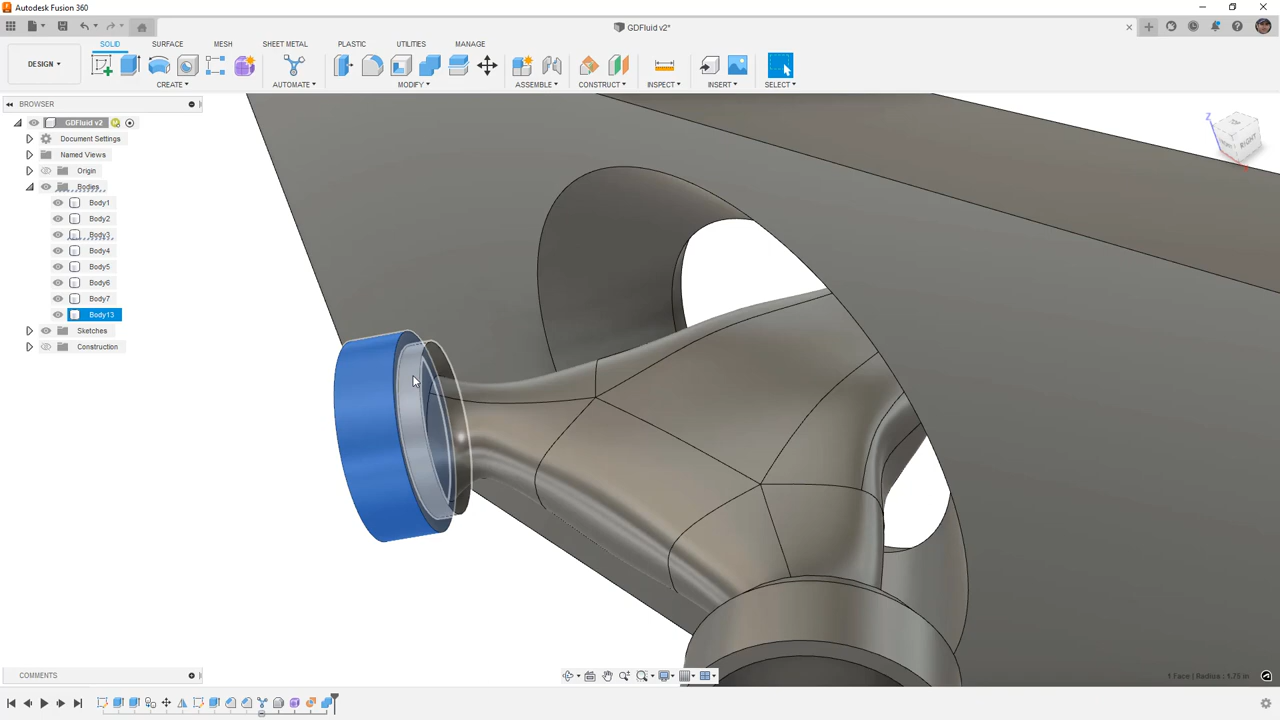 Autodesk Fusion 360
GDFluid v2*
DESIGN
SOLID
SURFACE
MESH
SHEET METAL
PLASTIC
UTILITIES
MANAGE
CREATE
AUTOMATE
MODIFY
ASSEMBLE
CONSTRUCT
INSPECT
INSERT
SELECT
BROWSER
GDFluid v2
Document Settings
Named Views
Origin
Bodies
Body1
Body2
Body3
Body4
Body5
Body6
Body7
Body13
Sketches
Construction
Z
RIGHT
COMMENTS
1 Face | Radius : 1.75 in